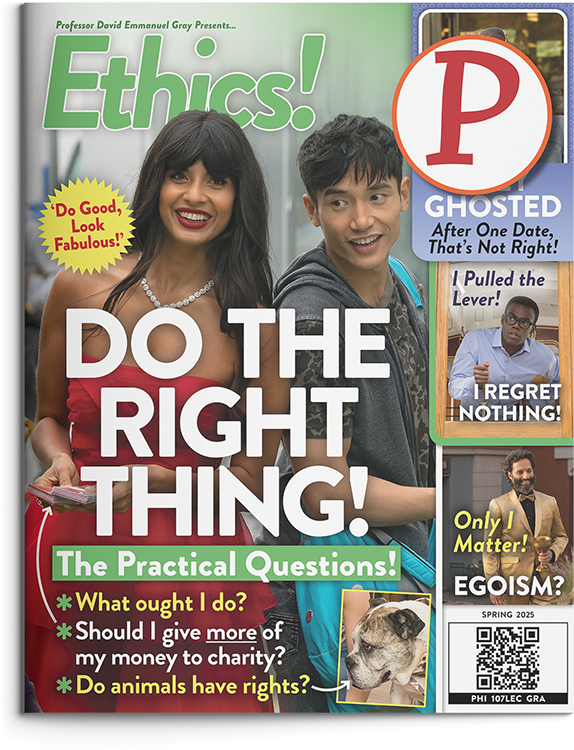 Professor David Emmanuel Gray Presents...
Ethics!
P
GHOSTED
After One Date,
That's Not Right!
'Do Good,
Look
Fabulous!'
I Pulled the
Lever!
I REGRET
NOTHING!
DO THE
RIGHT
THING!
The Practical Questions!
*What ought I do?
*Should I give more of
my money to charity?
*Do animals have rights?
Only I
Matter!
EGOISM?
SPRING 2025
PHI 107LEC GRA